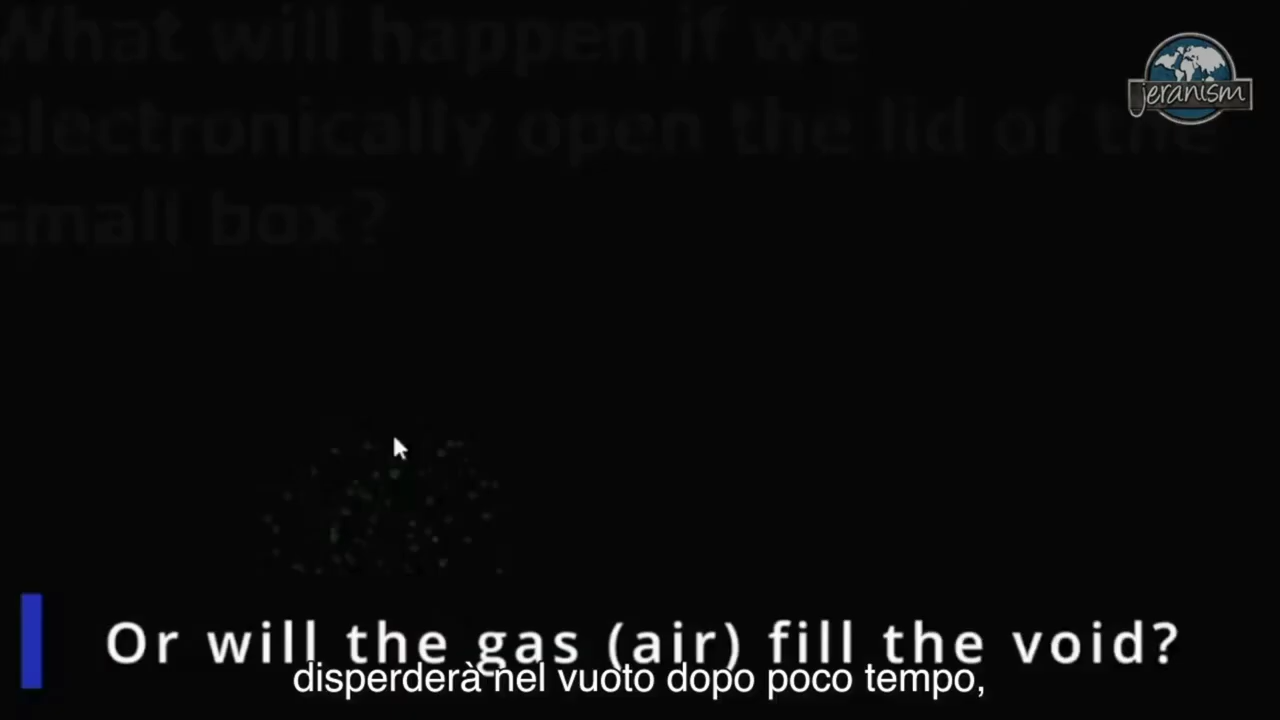 What will happen if we
electronically open the lid of the
small box?
jeranism
Or will the gas (air) fill the void?
disperderà nel vuoto dopo poco tempo,